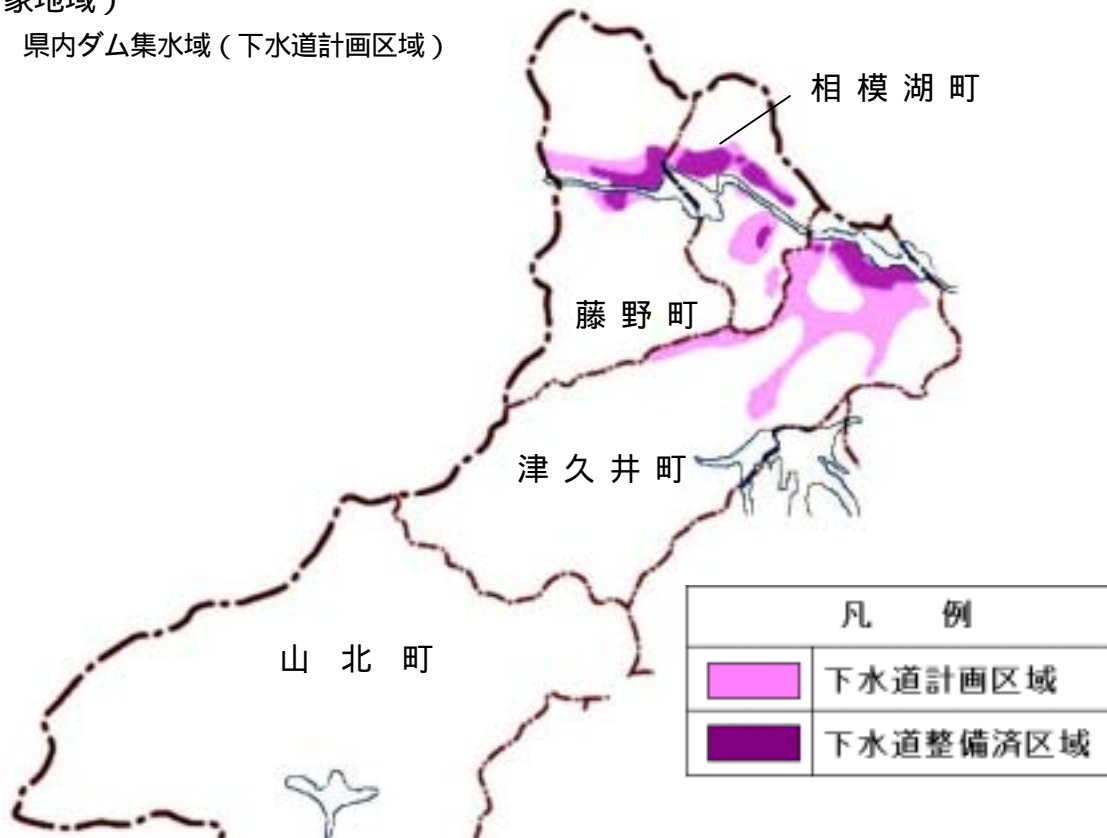 象地域）
県内ダム集水域（下水道計画区域）
相模湖町
藤野町
津久井町
山北町
凡 例
下水道計画区域
下水道整備済区域